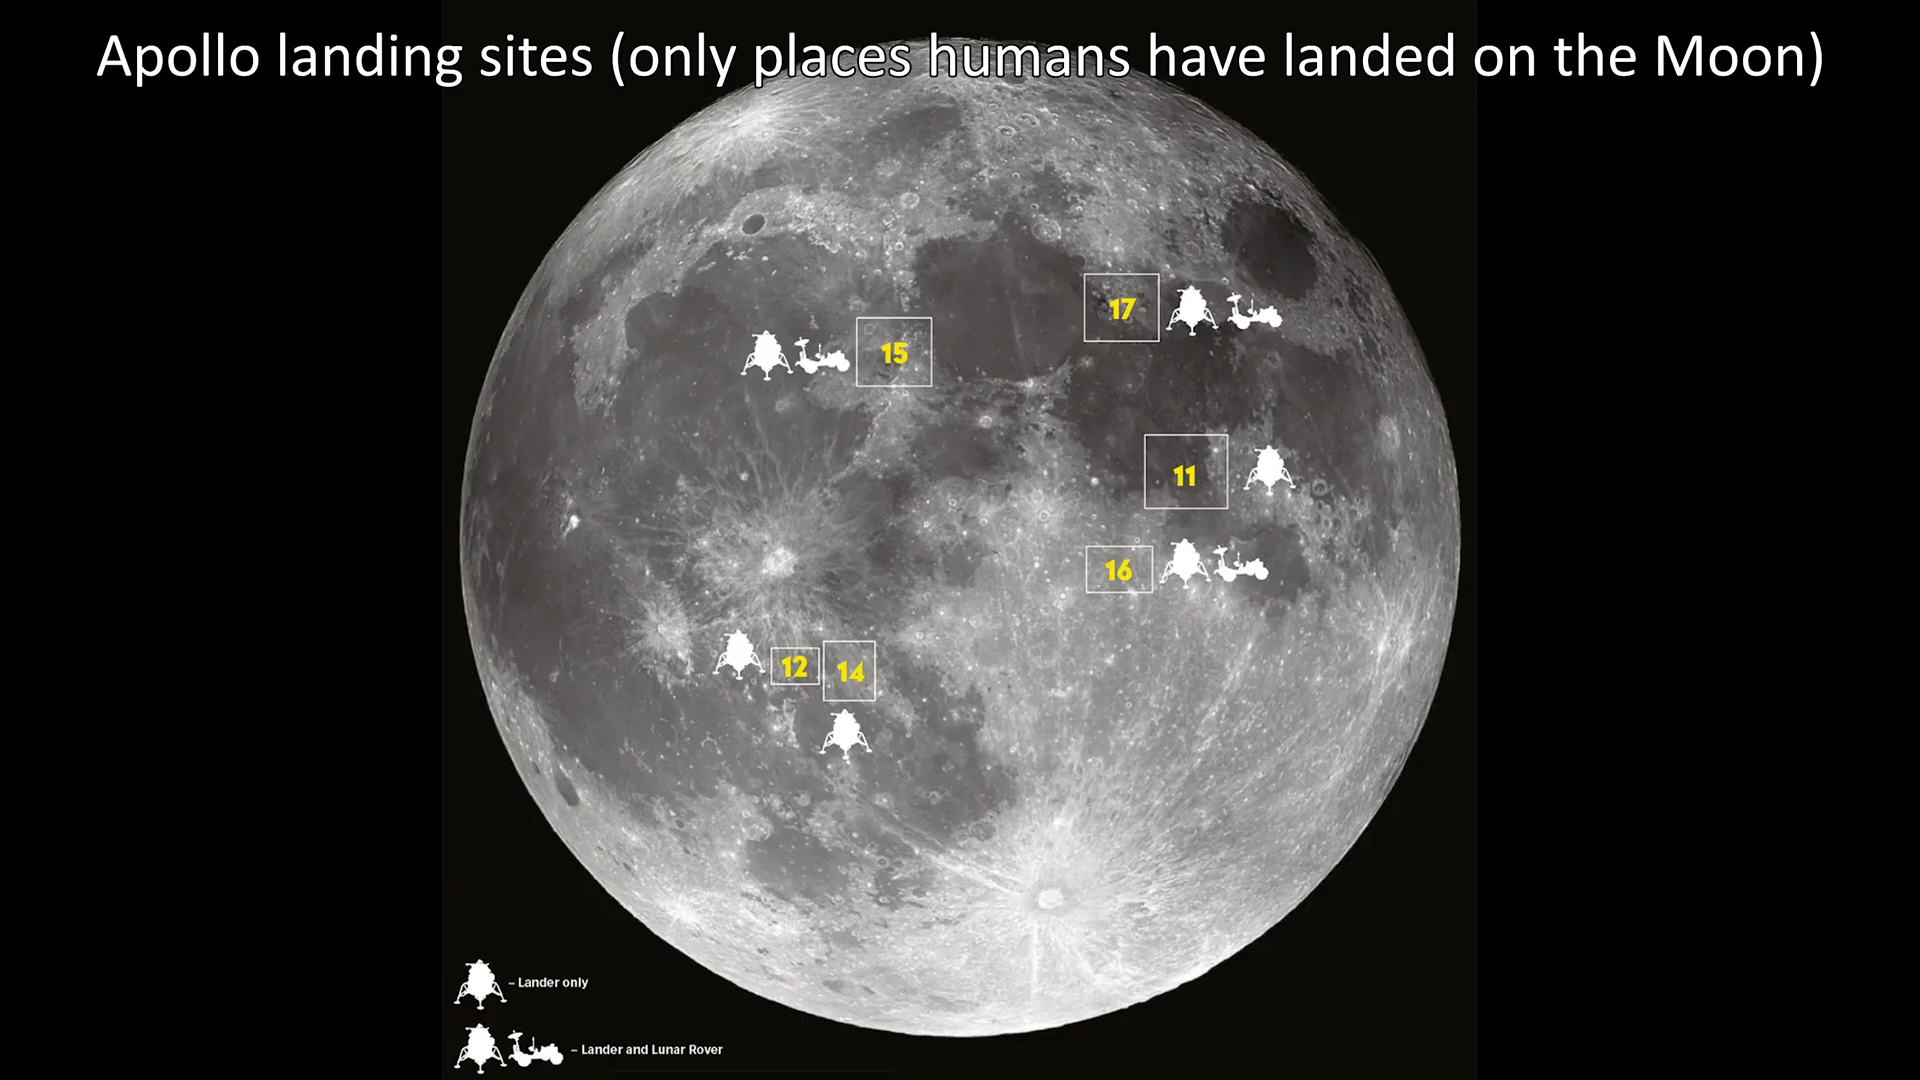 Apollo landing sites (only places humans have landed on the Moon)
17
15
11
16
12
14
– Lander only
– Lander and Lunar Rover